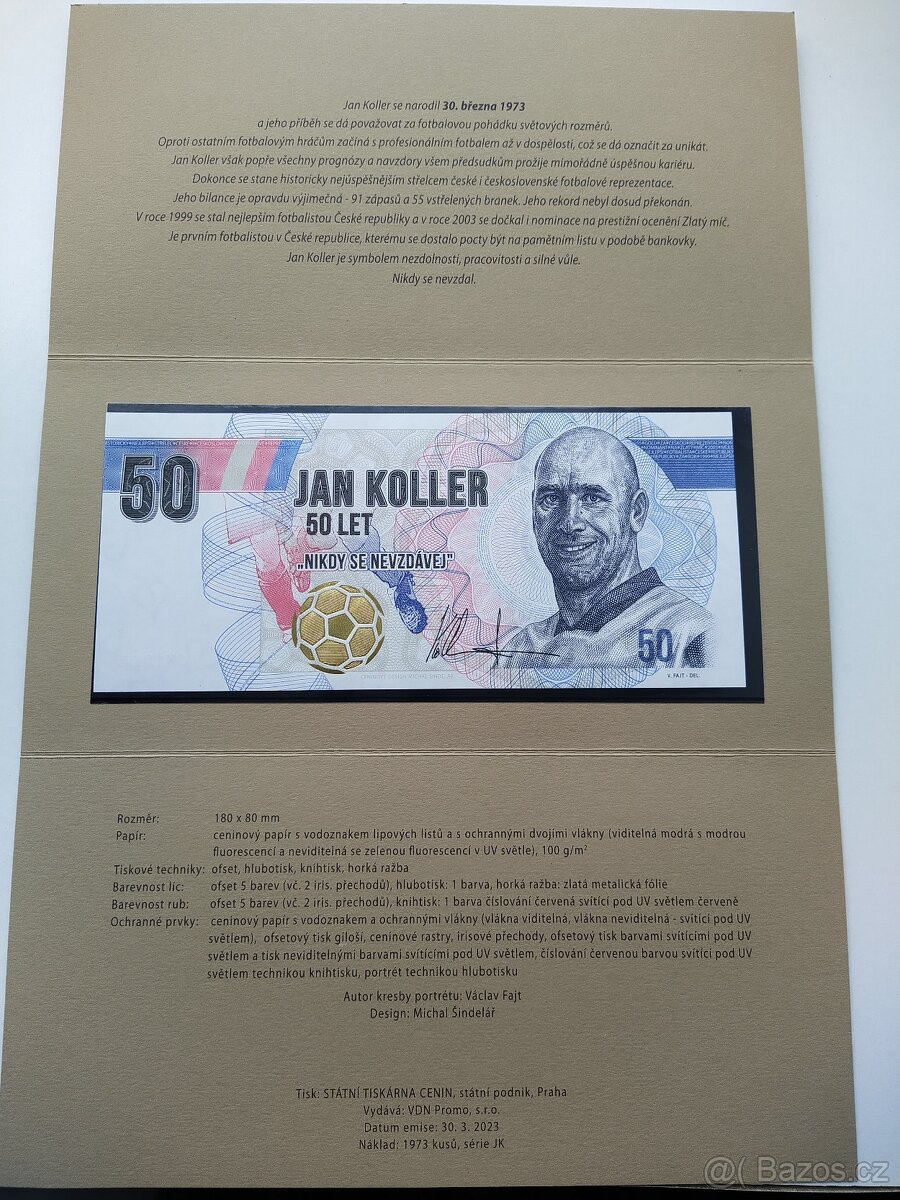 Jan Koller se narodil 30. března 1973
a jeho příběh se dá považovat za fotbalovou pohádku světových rozměrů.
Oproti ostatním fotbalovým hráčům začíná s profesionálním fotbalem až v dospělosti, což se dá označit za unikát.
Jan Koller však popře všechny prognózy a navzdory všem předsudkům prožije mimořádně úspěšnou kariéru.
Dokonce se stane historicky nejúspěšnějším střelcem české i československé fotbalové reprezentace.
Jeho bilance je opravdu výjimečná - 91 zápasů a 55 vstřelených branek. Jeho rekord nebyl dosud překonán.
V roce 1999 se stal nejlepším fotbalistou České republiky a v roce 2003 se dočkal i nominace na prestižní ocenění Zlatý míč.
Je prvním fotbalistou v České republice, kterému se dostalo pocty být na pamětním listu v podobě bankovky.
Jan Koller je symbolem nezdolnosti, pracovitosti a silné vůle.
Nikdy se nevzdal.
50
JAN KOLLER
50 LET
„NIKDY SE NEVZDÁVEJ"
50
V. FAJT - DEL.
Rozměr: 180 x 80 mm
Papír: ceninový papír s vodoznakem lipových listů a s ochrannými dvojími vlákny (viditelná modrá s modrou
fluorescencí a neviditelná se zelenou fluorescencí v UV světle), 100 g/m²
Tiskové techniky: ofset, hlubotisk, knihtisk, horká ražba
Barevnost líc: ofset 5 barev (vč. 2 iris. přechodů), hlubotisk: 1 barva, horká ražba: zlatá metalická fólie
Barevnost rub: ofset 5 barev (vč. 2 iris. přechodů), knihtisk: 1 barva číslování červená svítící pod UV světlem červeně
Ochranné prvky: ceninový papír s vodoznakem a ochrannými vlákny (vlákna viditelná, vlákna neviditelná - svítící pod UV
světlem), ofsetový tisk giloší, ceninové rastry, irisové přechody, ofsetový tisk barvami svítícími pod UV
světlem a tisk neviditelnými barvami svítícími pod UV světlem, číslování červenou barvou svítící pod UV
světlem technikou knihtisku, portrét technikou hlubotisku
Autor kresby portrétu: Václav Fajt
Design: Michal Šindelář
Tisk: STÁTNÍ TISKÁRNA CENIN, státní podnik, Praha
Vydává: VDN Promo, s.r.o.
Datum emise: 30. 3. 2023
Náklad: 1973 kusů, série JK
@( Bazos.cz